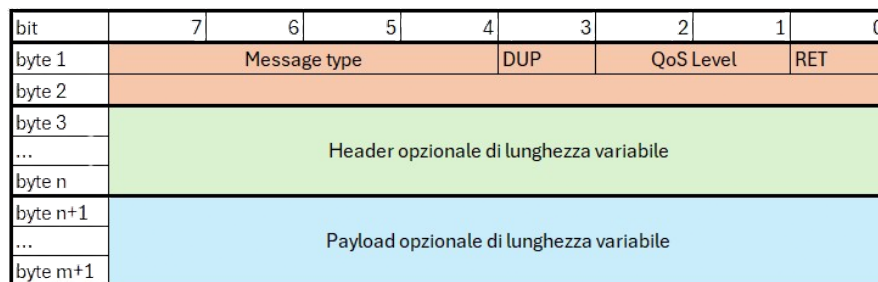 bit 7 6 5 4 3 2 1 0
byte 1 Message type DUP QoS Level RET
byte 2
byte 3
... Header opzionale di lunghezza variabile
byte n
byte n+1
... Payload opzionale di lunghezza variabile
byte m+1